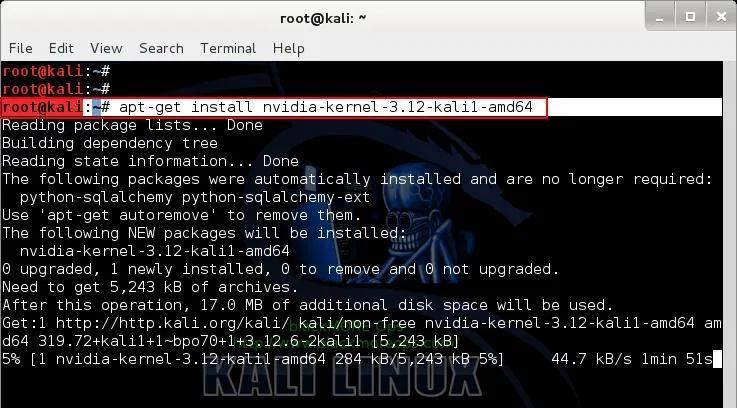 root@kali: ~
File Edit View Search Terminal Help
root@kali:~#
root@kali:~#
root@kali:~# apt-get install nvidia-kernel-3.12-kali1-amd64
Reading package lists... Done
Building dependency tree
Reading state information... Done
The following packages were automatically installed and are no longer required:
python-sqlalchemy python-sqlalchemy-ext
Use 'apt-get autoremove' to remove them.
The following NEW packages will be installed:
nvidia-kernel-3.12-kali1-amd64
0 upgraded, 1 newly installed, 0 to remove and 0 not upgraded.
Need to get 5,243 kB of archives.
After this operation, 17.0 MB of additional disk space will be used.
Get:1 http://http.kali.org/kali/ kali/non-free nvidia-kernel-3.12-kali1-amd64 am
d64 319.72+kali1+1~bpo70+1+3.12.6-2kali1 [5,243 kB]
5% [1 nvidia-kernel-3.12-kali1-amd64 284 kB/5,243 kB 5%] 44.7 kB/s 1min 51s
KALI LINUX